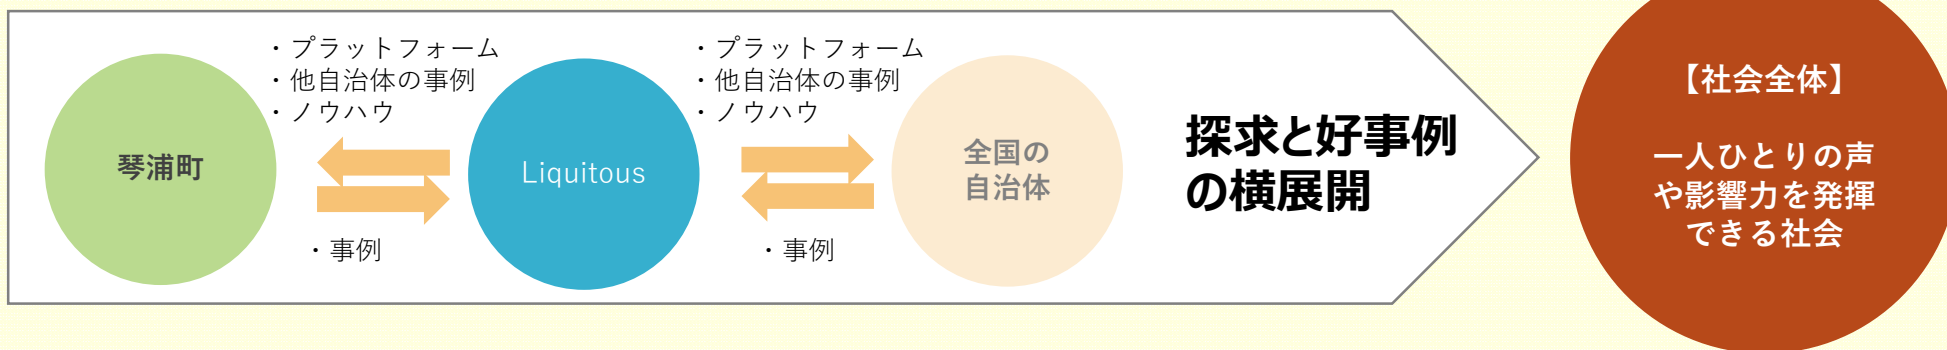 琴浦町
・プラットフォーム
・他自治体の事例
・ノウハウ
・事例
Liquitous
・プラットフォーム
・他自治体の事例
・ノウハウ
・事例
全国の
自治体
探求と好事例
の横展開
【社会全体】
一人ひとりの声
や影響力を発揮
できる社会